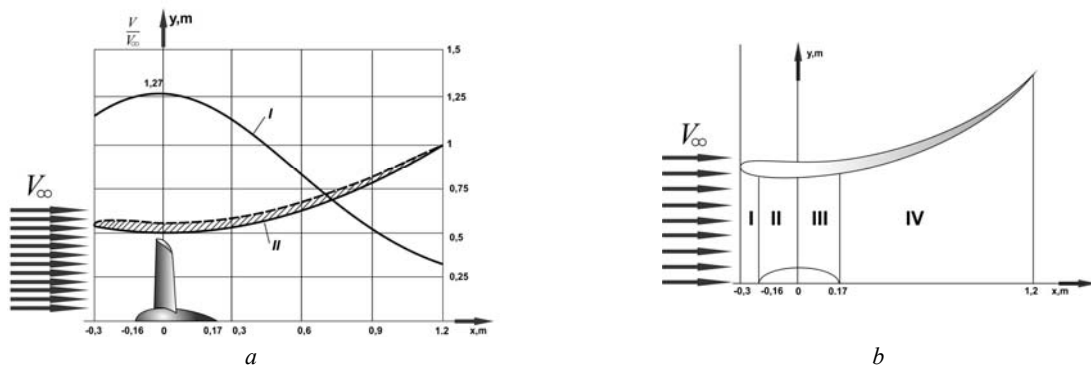 V
V∞
y,m
1,5
1,27
I
1,25
1
V∞
0,75
II
0,5
0,25
-0,3 -0,16 0 0,17 0,3 0,6 0,9 1.2 x,m
a
y,m
V∞
I II III IV
-0,3 -0,16 0 0.17 1,2 x,m
b